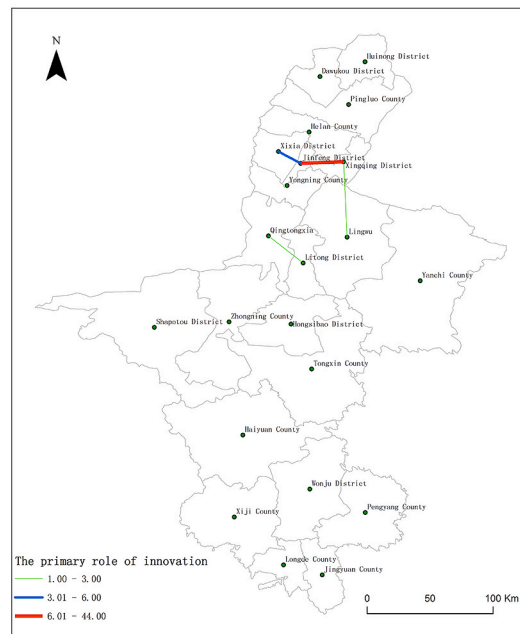 N
Huinong District
Dawukou District
Pingluo County
Helan County
Xixia District
Jinfeng District
Xingqing District
Yongning County
Qingtongxia
Lingwu
Litong District
Yanchi County
Zhongning County
Shapotou District
Hongsibao District
Tongxin County
Haiyuan County
Wonju District
Xiji County
Pengyang County
Longde County
Jingyuan County
The primary role of innovation
1.00 - 3.00
3.01 - 6.00
6.01 - 44.00
0 50 100 Km